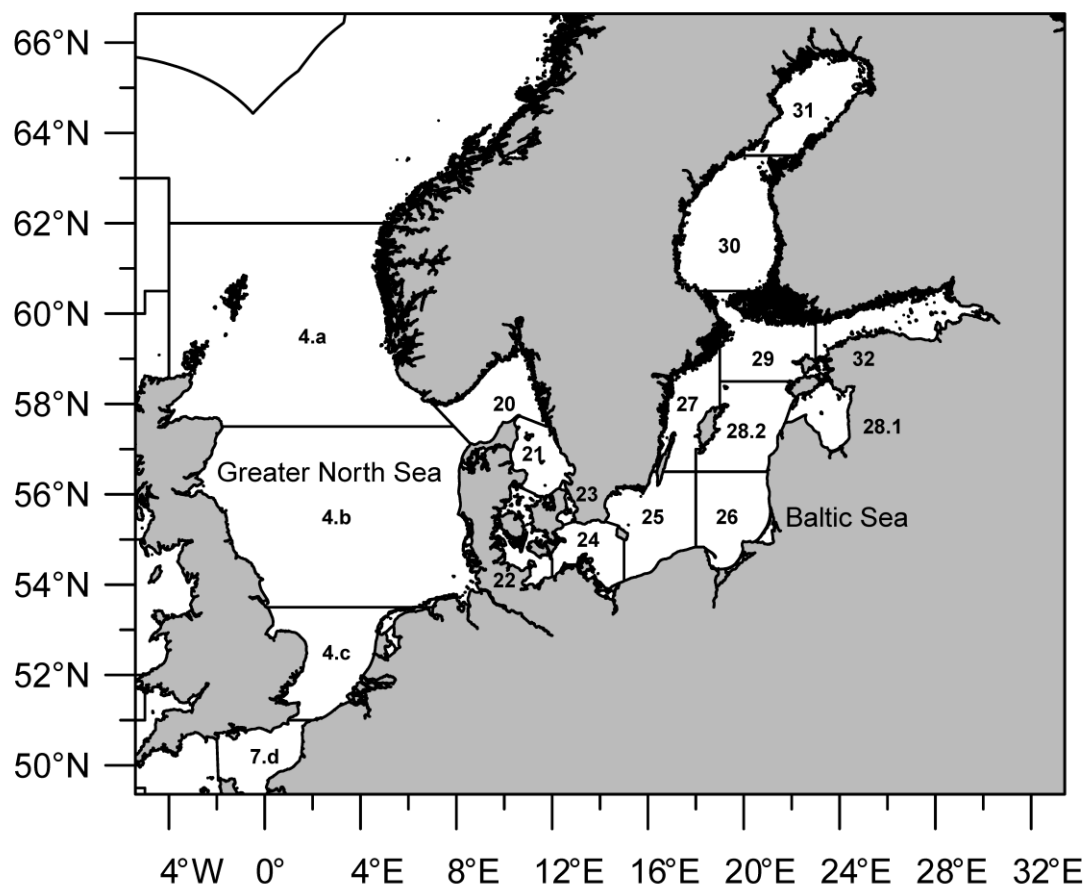 66°N
64°N
62°N
60°N
58°N
56°N
54°N
52°N
50°N
31
30
4.a
29
32
20
27
28.2
28.1
21
Greater North Sea
23
4.b
25
26
Baltic Sea
24
22
4.c
7.d
4°W 0° 4°E 8°E 12°E 16°E 20°E 24°E 28°E 32°E